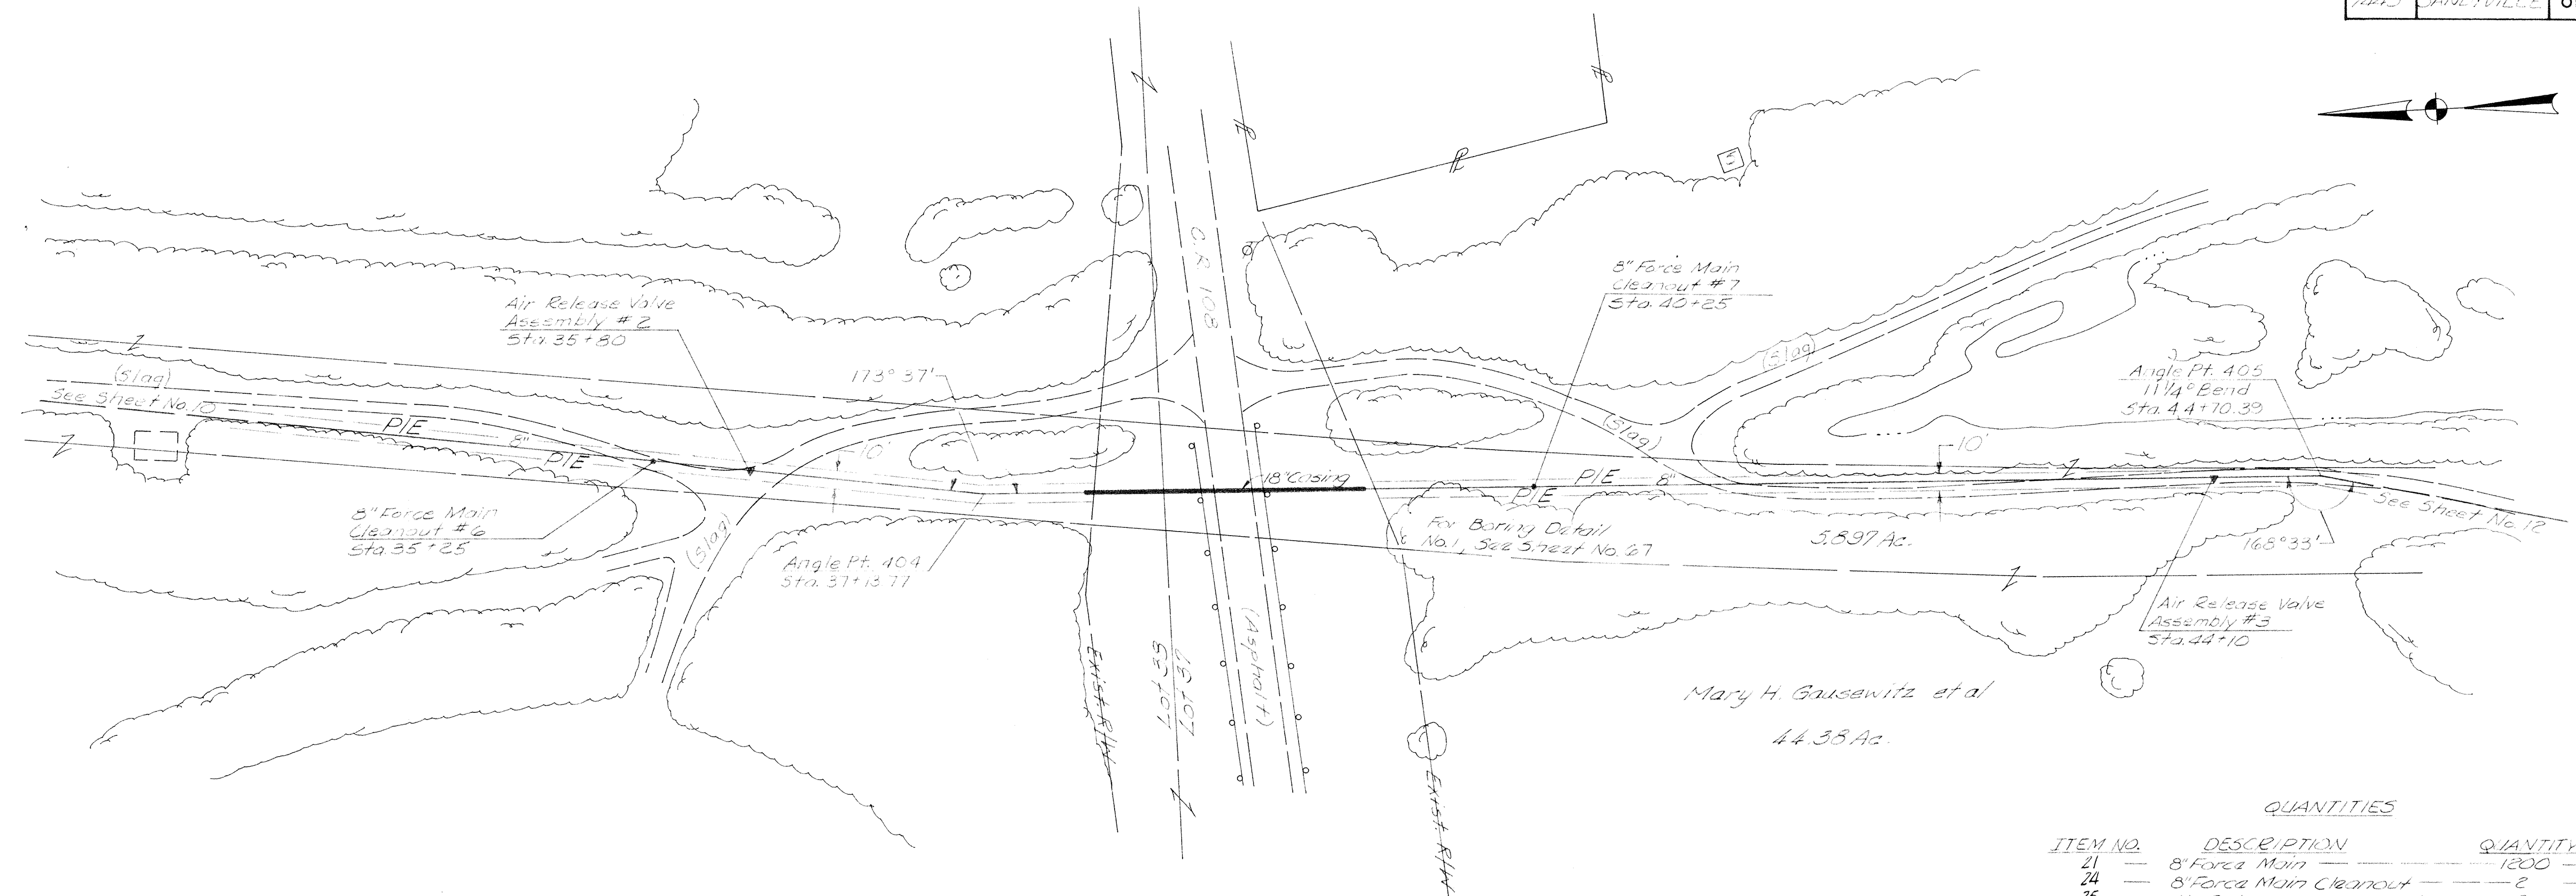 7443 SANLYVILLE
Air Release Valve
Assembly #2
Sta. 35+80
8" Force Main
Cleanout #7
Sta. 40+25
C.R. 108
(Slag)
(Slag)
See Sheet No. 10
173° 37'
Angle Pt. 405
11 1/4° Bend
Sta. 44+70.39
P/E
8"
P/E
10'
(Slag)
10'
18" Casing
P/E
P/E
8"
See Sheet No. 12
8" Force Main
Cleanout #6
Sta. 35+25
(Slag)
Angle Pt. 404
Sta. 37+13.77
For Boring Detail
No. 1, See Sheet No. 67
5.897 Ac.
168° 33'
Air Release Valve
Assembly #3
Sta. 44+10
Exist. R/W
(Asphalt)
Mary H. Gausewitz et al
44.38 Ac.
Exist. R/W
QUANTITIES
ITEM NO. DESCRIPTION QUANTITY
21 — 8" Force Main — 1200 —
24 — 8" Force Main Cleanout — 2